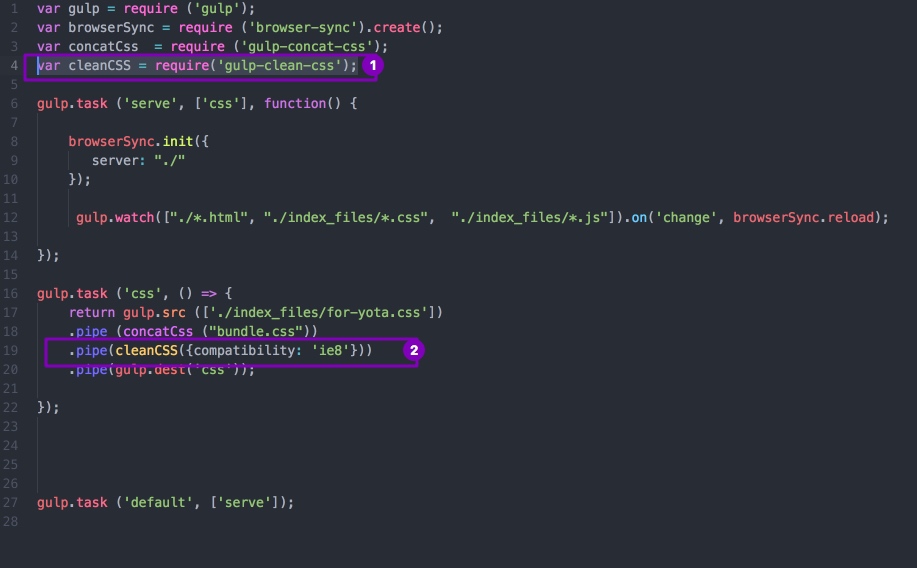 1 var gulp = require ('gulp');
2 var browserSync = require ('browser-sync').create();
3 var concatCss  = require ('gulp-concat-css');
4 var cleanCSS = require('gulp-clean-css'); 1
5
6 gulp.task ('serve', ['css'], function() {
7
8     browserSync.init({
9        server: "./"
10     });
11
12      gulp.watch(["./*.html", "./index_files/*.css",  "./index_files/*.js"]).on('change', browserSync.reload);
13
14 });
15
16 gulp.task ('css', () => {
17     return gulp.src (['./index_files/for-yota.css'])
18     .pipe (concatCss ("bundle.css"))
19     .pipe(cleanCSS({compatibility: 'ie8'})) 2
20     .pipe(gulp.dest('css'));
21
22 });
23
24
25
26
27 gulp.task ('default', ['serve']);
28